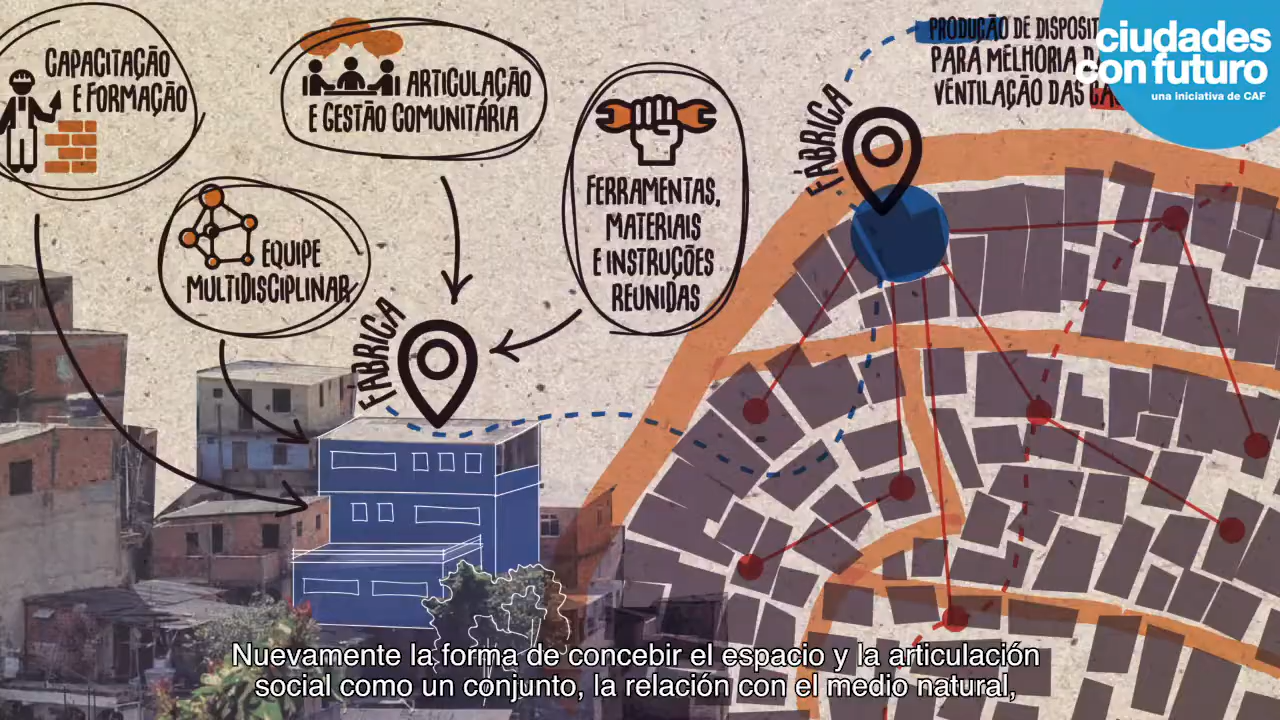 CAPACITAÇÃO
E FORMAÇÃO
ARTICULAÇÃO
E GESTÃO COMUNITÁRIA
EQUIPE
MULTIDISCIPLINAR
FERRAMENTAS,
MATERIAIS
E INSTRUÇÕES
REUNIDAS
FÁBRICA
FÁBRICA
PRODUÇÃO DE
PARA MELHORIA
VENTILAÇÃO DAS
ciudades
con futuro
una iniciativa de CAF
Nuevamente la forma de concebir el espacio y la articulación
social como un conjunto, la relación con el medio natural,